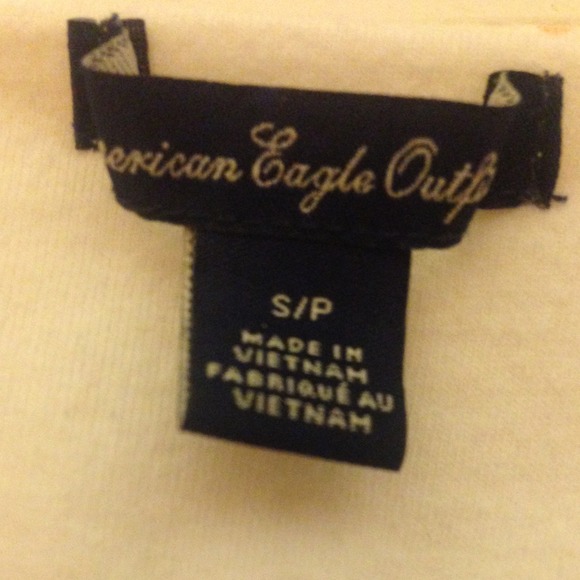 erican Eagle Outf
S/P
MADE IN
VIETNAM
FABRIQUÉ AU
VIETNAM